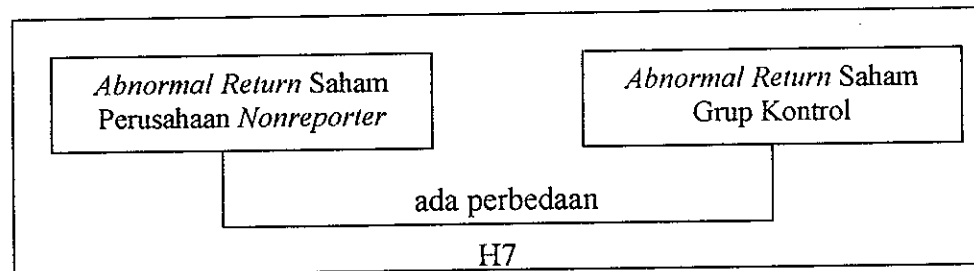 Abnormal Return Saham
Perusahaan Nonreporter
Abnormal Return Saham
Grup Kontrol
ada perbedaan
H7